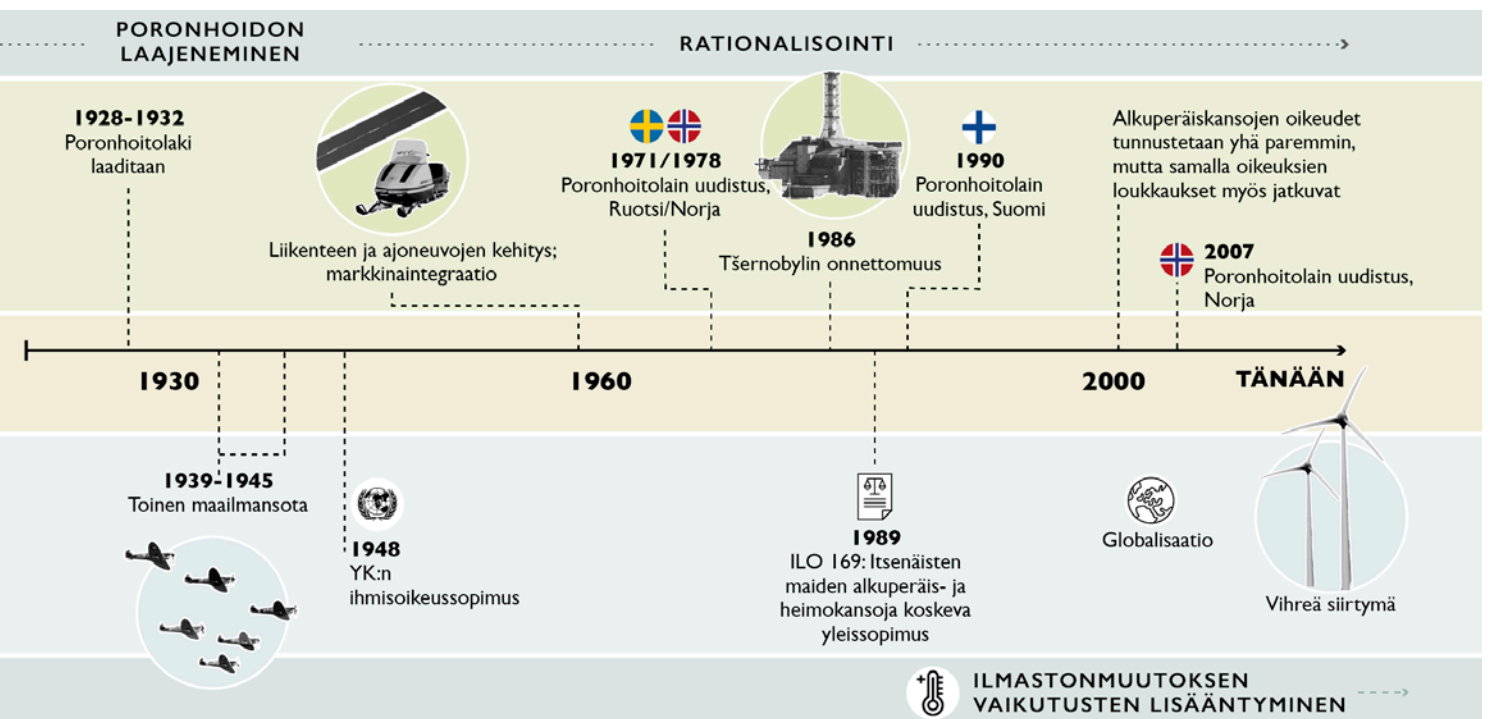 PORONHOIDON
LAAJENEMINEN
RATIONALISOINTI
1928-1932
Poronhoitolaki
laaditaan
Liikenteen ja ajoneuvojen kehitys;
markkinaintegraatio
1971/1978
Poronhoitolain uudistus,
Ruotsi/Norja
1986
Tšernobylin onnettomuus
1990
Poronhoitolain
uudistus, Suomi
Alkuperäiskansojen oikeudet
tunnustetaan yhä paremmin,
mutta samalla oikeuksien
loukkaukset myös jatkuvat
2007
Poronhoitolain uudistus,
Norja
1930
1960
2000
TÄNÄÄN
1939-1945
Toinen maailmansota
1948
YK:n
ihmisoikeussopimus
1989
ILO 169: Itsenäisten
maiden alkuperäis- ja
heimokansoja koskeva
yleissopimus
Globalisaatio
Vihreä siirtymä
ILMASTONMUUTOKSEN
VAIKUTUSTEN LISÄÄNTYMINEN